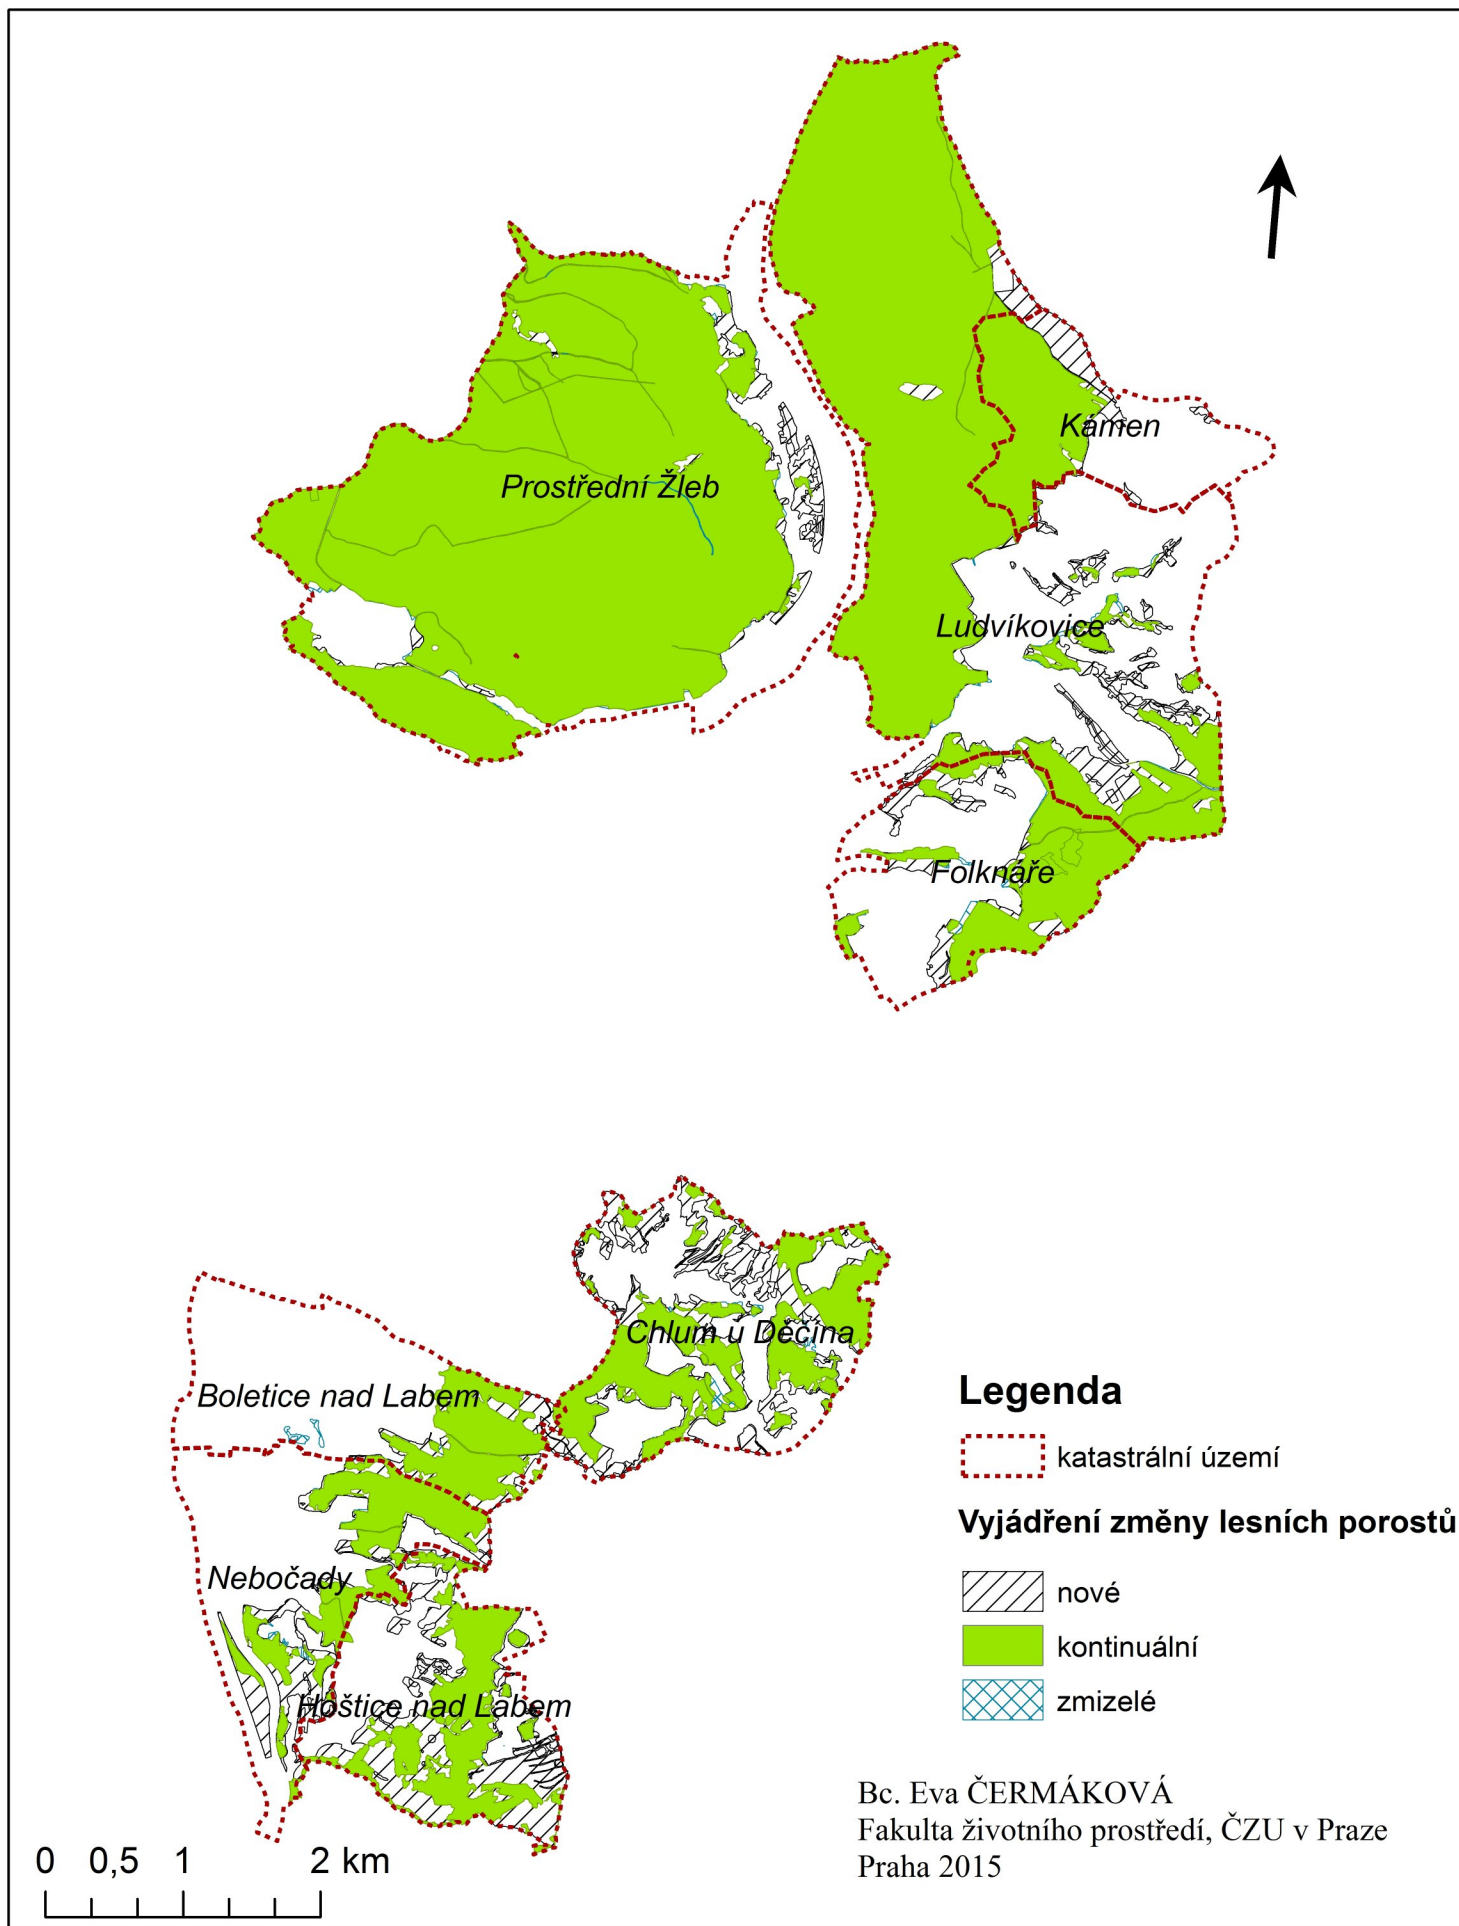 Kámen
Prostřední Žleb
Ludvíkovice
Folknáře
Chlum u Děčína
Boletice nad Labem
Nebočady
Hoštice nad Labem
Legenda
katastrální území
Vyjádření změny lesních porostů
nové
kontinuální
zmizelé
Bc. Eva ČERMÁKOVÁ
Fakulta životního prostředí, ČZU v Praze
Praha 2015
0 0,5 1 2 km